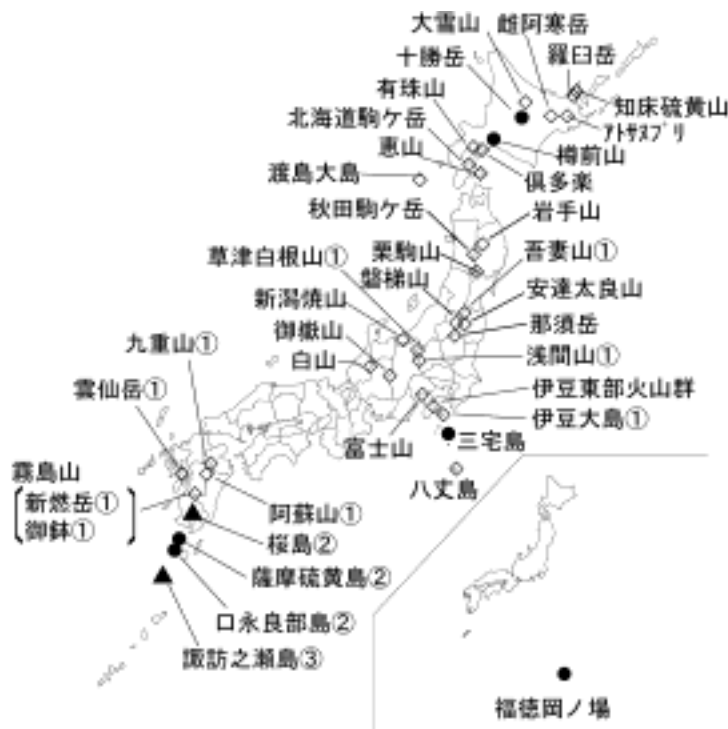 大雪山
雌阿寒岳
十勝岳
羅臼岳
有珠山
知床硫黄山
北海道駒ケ岳
ｱﾄｻﾇﾌﾟﾘ
恵山
樽前山
渡島大島
倶多楽
秋田駒ケ岳
岩手山
草津白根山①
栗駒山
吾妻山①
磐梯山
安達太良山
新潟焼山
那須岳
御嶽山
九重山①
浅間山①
白山
雲仙岳①
伊豆東部火山群
伊豆大島①
富士山
三宅島
霧島山
八丈島
新燃岳①
阿蘇山①
御鉢①
桜島②
薩摩硫黄島②
口永良部島②
諏訪之瀬島③
福徳岡ノ場